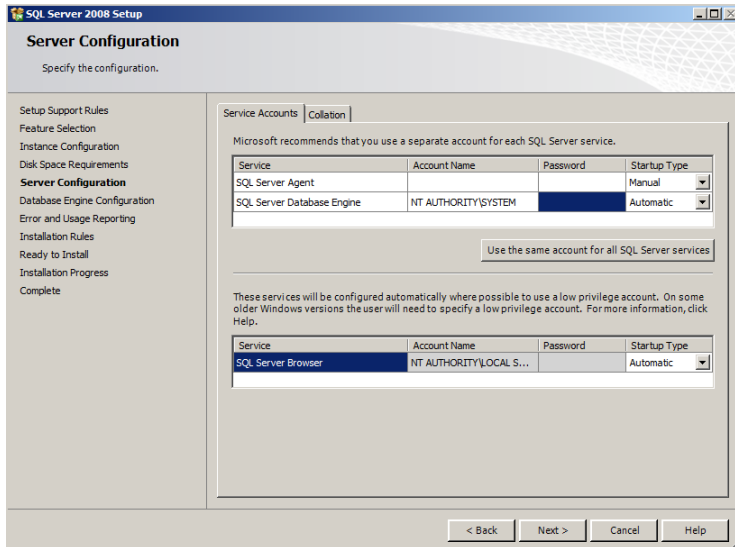 SQL Server 2008 Setup
Server Configuration
Specify the configuration.
Setup Support Rules
Feature Selection
Instance Configuration
Disk Space Requirements
Server Configuration
Database Engine Configuration
Error and Usage Reporting
Installation Rules
Ready to Install
Installation Progress
Complete
Service Accounts Collation
Microsoft recommends that you use a separate account for each SQL Server service.
Service Account Name Password Startup Type
SQL Server Agent Manual
SQL Server Database Engine NT AUTHORITY\SYSTEM Automatic
Use the same account for all SQL Server services
These services will be configured automatically where possible to use a low privilege account. On some
older Windows versions the user will need to specify a low privilege account. For more information, click
Help.
Service Account Name Password Startup Type
SQL Server Browser NT AUTHORITY\LOCAL S... Automatic
< Back Next > Cancel Help